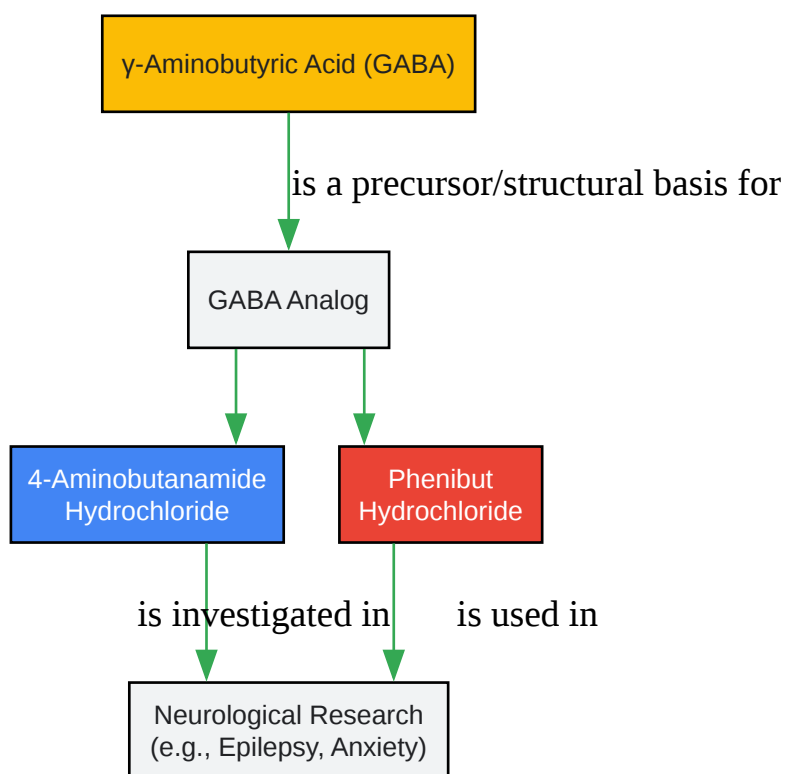 γ-Aminobutyric Acid (GABA)
is a precursor/structural basis for
GABA Analog
4-Aminobutanamide
Hydrochloride
Phenibut
Hydrochloride
is investigated in
is used in
Neurological Research
(e.g., Epilepsy, Anxiety)